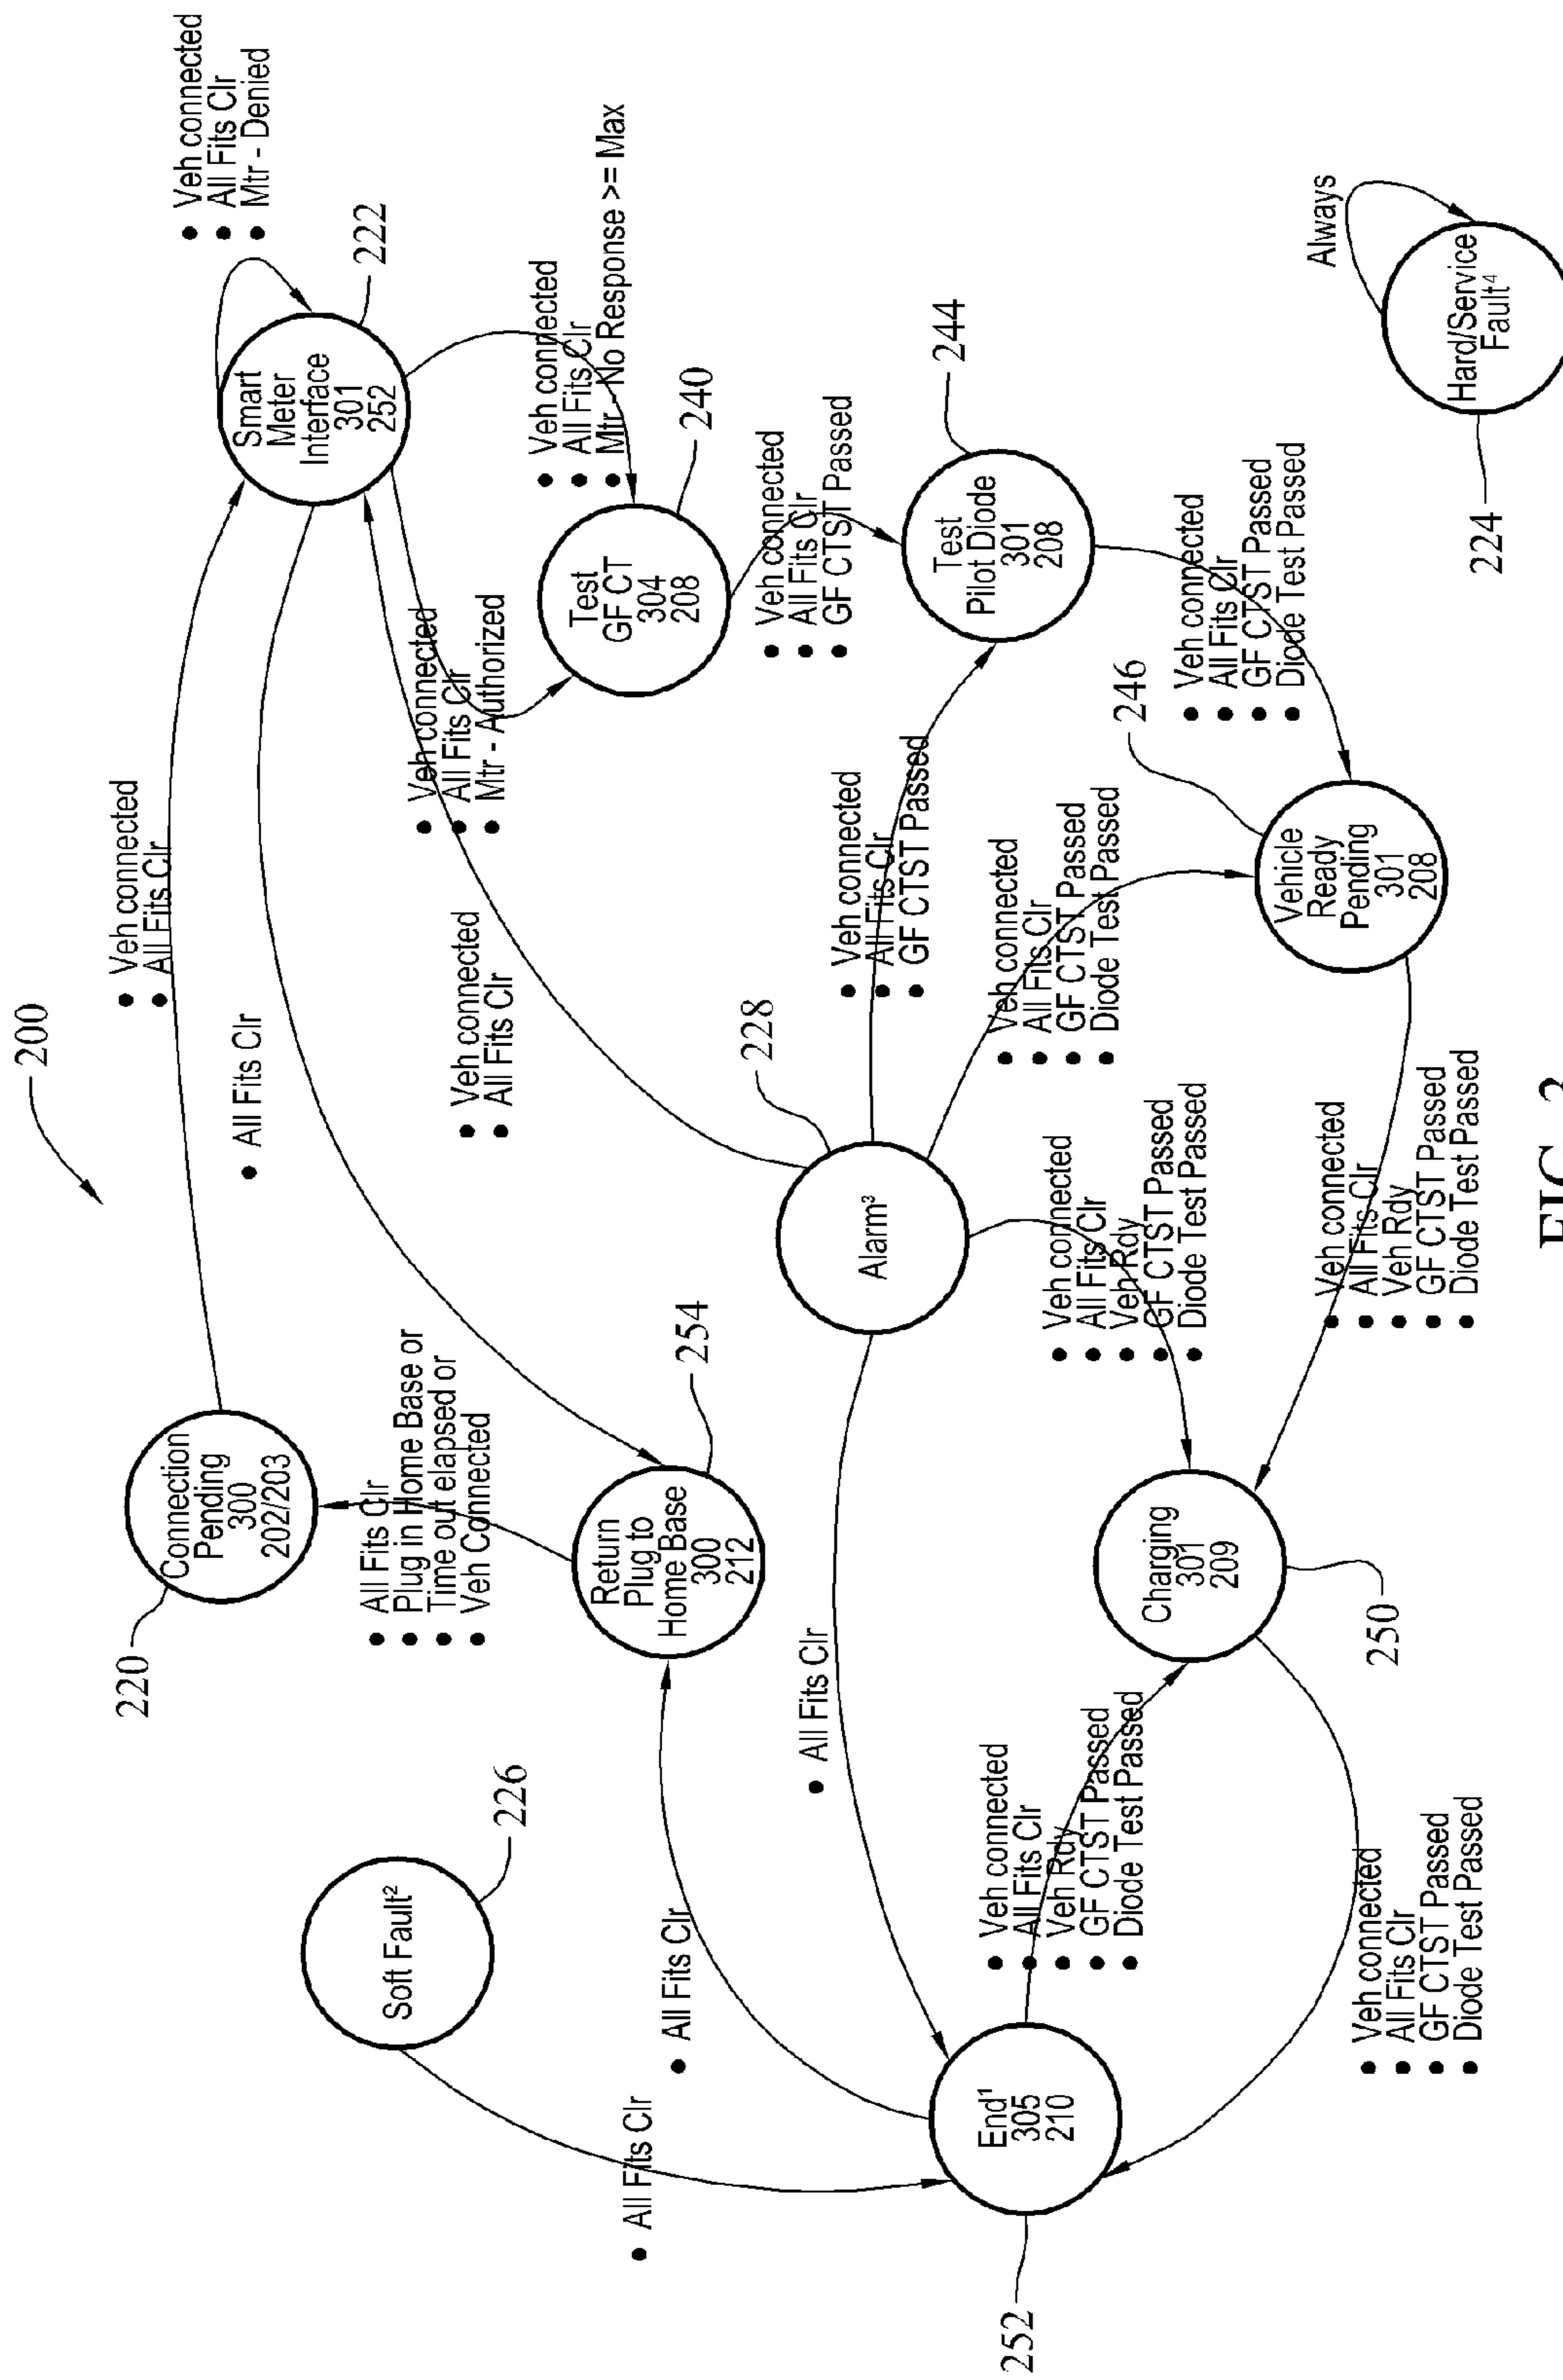 200
220
Connection
Pending
300
202/203
• Veh connected
• All Fits Clr
Smart
Meter
Interface
301
252
222
• Veh connected
• All Fits Clr
• Mtr - Denied
• All Fits Clr
Soft Fault²
226
• All Fits Clr
• Plug in Home Base or
• Time out elapsed or
• Veh Connected
Return
Plug to
Home Base
300
212
254
• Veh connected
• All Fits Clr
• Veh connected
• All Fits Clr
• Mtr - Authorized
• Veh connected
• All Fits Clr
• Mtr - No Response >= Max
Test
GF CT
304
208
240
• All Fits Clr
• All Fits Clr
• All Fits Clr
Alarm³
228
• Veh connected
• All Fits Clr
• GF CTST Passed
• Veh connected
• All Fits Clr
• GF CTST Passed
Test
Pilot Diode
301
208
244
252
End¹
305
210
• Veh connected
• All Fits Clr
• Veh Rdy
• GF CTST Passed
• Diode Test Passed
Charging
301
209
250
• Veh connected
• All Fits Clr
• Veh Rdy
• GF CTST Passed
• Diode Test Passed
• Veh connected
• All Fits Clr
• GF CTST Passed
• Diode Test Passed
Vehicle
Ready
Pending
301
208
246
• Veh connected
• All Fits Clr
• GF CTST Passed
• Diode Test Passed
• Veh connected
• All Fits Clr
• GF CTST Passed
• Diode Test Passed
• Veh connected
• All Fits Clr
• Veh Rdy
• GF CTST Passed
• Diode Test Passed
224
Hard/Service
Fault⁴
Always
FIG. 2